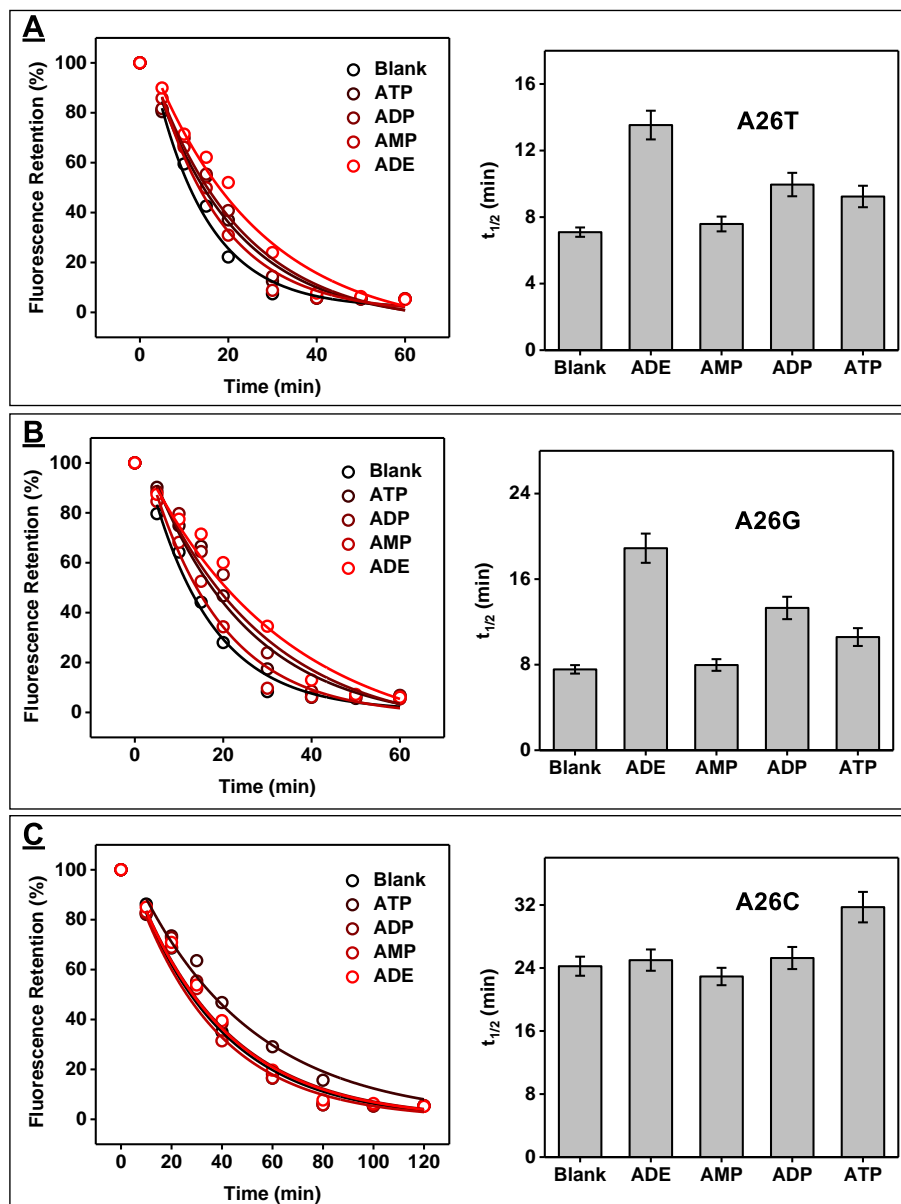 A
Fluorescence Retention (%)
100
80
60
40
20
0
0 20 40 60
Time (min)
Blank
ATP
ADP
AMP
ADE
t1/2 (min)
16
12
8
4
0
A26T
Blank ADE AMP ADP ATP
B
Fluorescence Retention (%)
100
80
60
40
20
0
0 20 40 60
Time (min)
Blank
ATP
ADP
AMP
ADE
t1/2 (min)
24
16
8
0
A26G
Blank ADE AMP ADP ATP
C
Fluorescence Retention (%)
100
80
60
40
20
0
0 20 40 60 80 100 120
Time (min)
Blank
ATP
ADP
AMP
ADE
t1/2 (min)
32
24
16
8
0
A26C
Blank ADE AMP ADP ATP